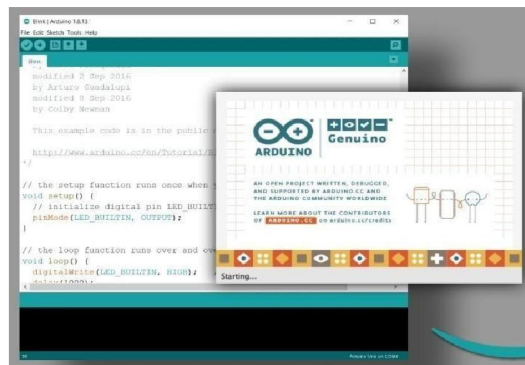 Blink | Arduino 1.8.13
File Edit Sketch Tools Help
Blink
modified 2 Sep 2016
by Arturo Guadalupi
modified 8 Sep 2016
by Colby Newman
This example code is in the public
http://www.arduino.cc/en/Tutorial/
*/
// the setup function runs once when
void setup() {
// initialize digital pin LED_BUILT
pinMode(LED_BUILTIN, OUTPUT);
}
// the loop function runs over and ov
void loop() {
digitalWrite(LED_BUILTIN, HIGH);
delay(1000);
ARDUINO
Genuino
AN OPEN PROJECT WRITTEN, DEBUGGED,
AND SUPPORTED BY ARDUINO.CC AND
THE ARDUINO COMMUNITY WORLDWIDE
LEARN MORE ABOUT THE CONTRIBUTORS
OF ARDUINO.CC on arduino.cc/credits
Starting...